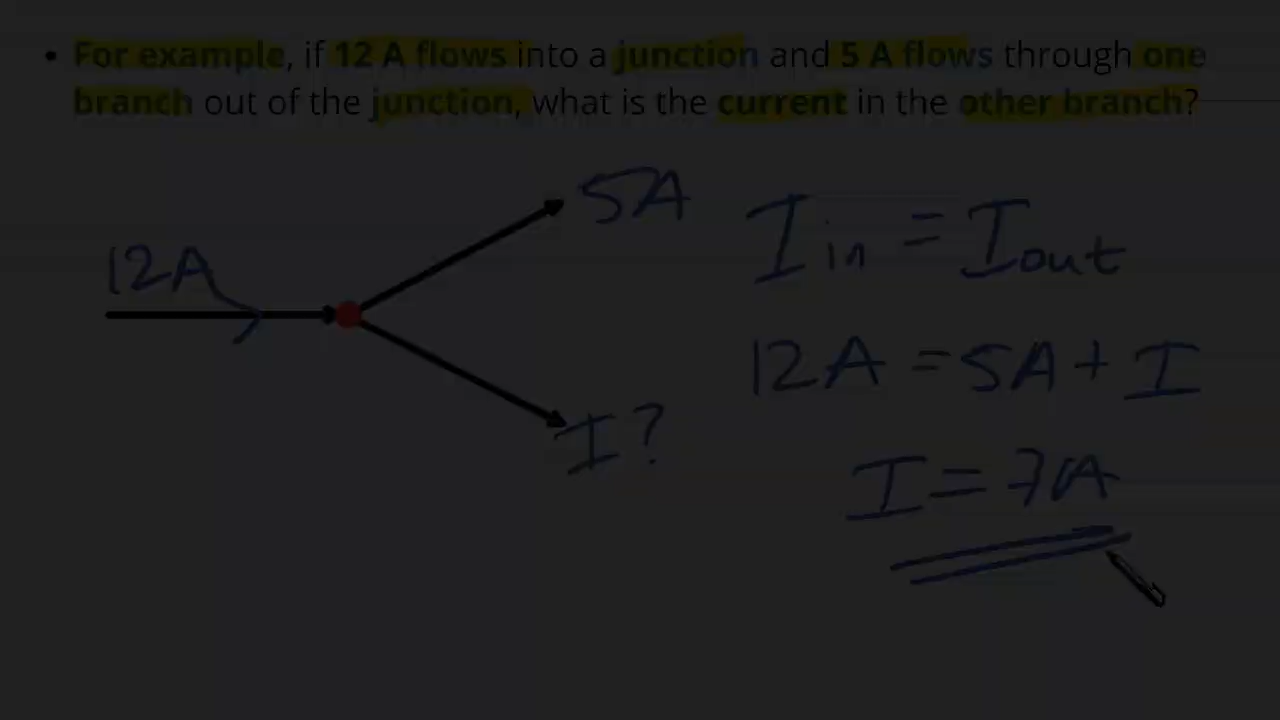 • For example, if 12 A flows into a junction and 5 A flows through one
branch out of the junction, what is the current in the other branch?
12A
5A
I?
Iin = Iout
12A = 5A + I
I = 7A